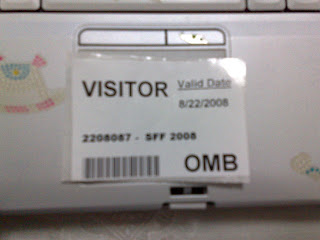 VISITOR Valid Date
8/22/2008
2208087 - SFF 2008
OMB